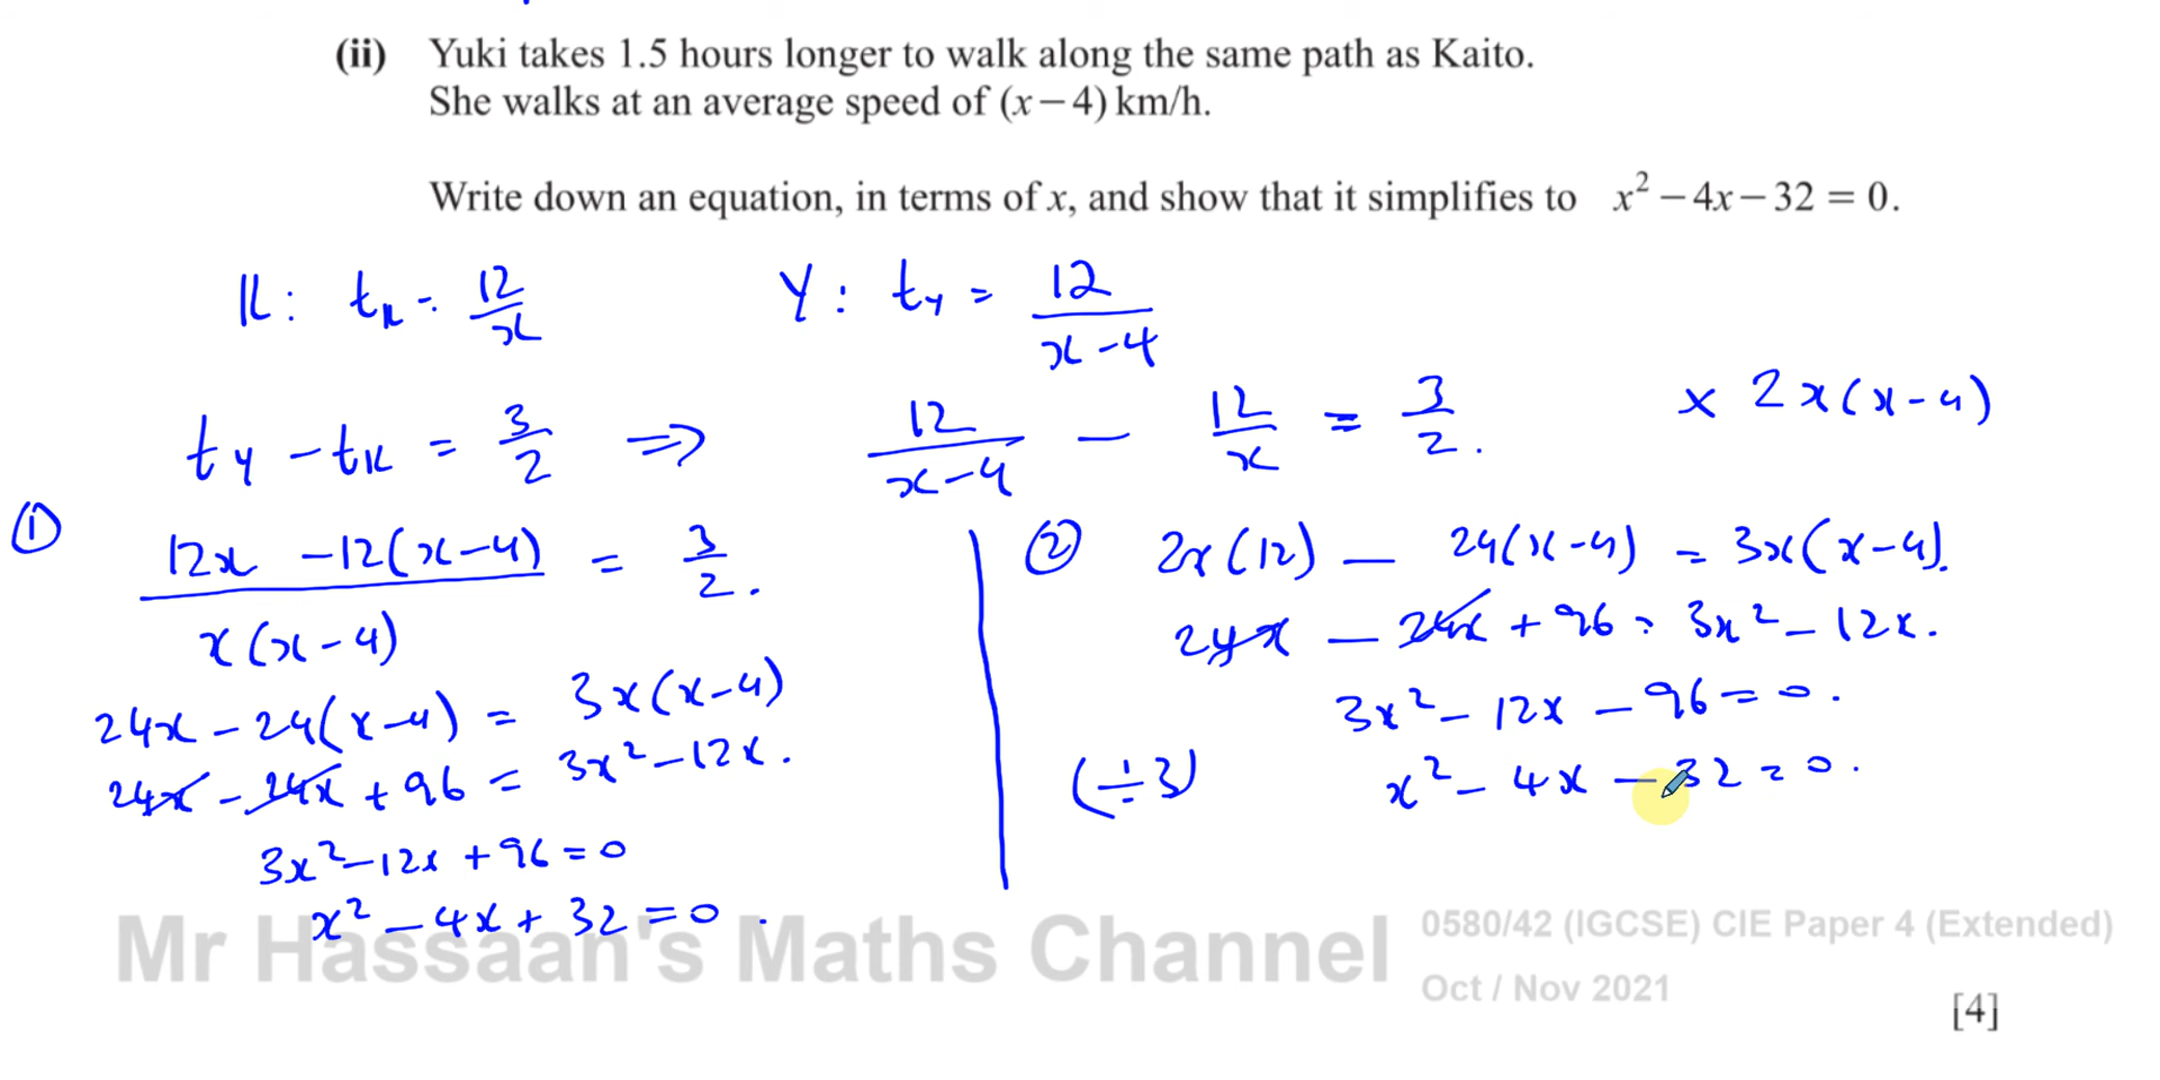 (ii) Yuki takes 1.5 hours longer to walk along the same path as Kaito.
She walks at an average speed of (x − 4) km/h.
Write down an equation, in terms of x, and show that it simplifies to x² − 4x − 32 = 0.
K: t_K = 12/x Y: t_Y = 12/(x−4)
t_Y − t_K = 3/2 ⇒ 12/(x−4) − 12/x = 3/2. × 2x(x−4)
① (12x − 12(x−4))/(x(x−4)) = 3/2.
24x − 24(x−4) = 3x(x−4)
24x − 24x + 96 = 3x² − 12x.
3x² − 12x + 96 = 0
x² − 4x + 32 = 0.
② 2x(12) − 24(x−4) = 3x(x−4).
24x − 24x + 96 = 3x² − 12x.
3x² − 12x − 96 = 0.
(÷3) x² − 4x − 32 = 0.
Mr Hassaan's Maths Channel
0580/42 (IGCSE) CIE Paper 4 (Extended)
Oct / Nov 2021
[4]